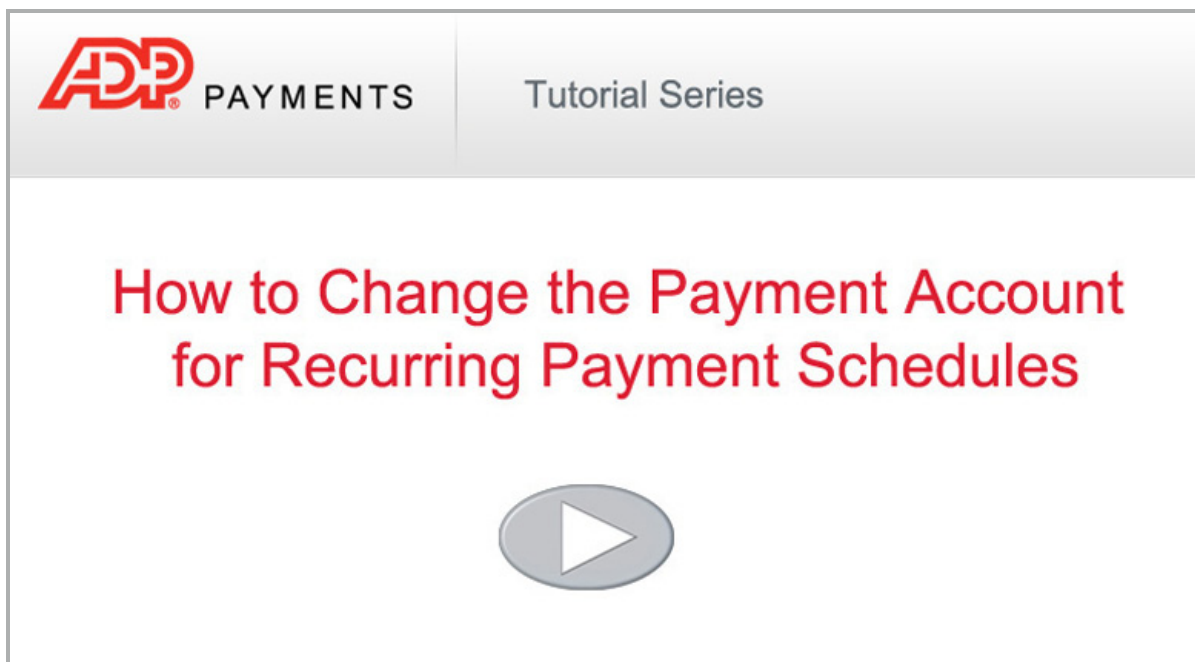 ADP® PAYMENTS Tutorial Series
How to Change the Payment Account
for Recurring Payment Schedules